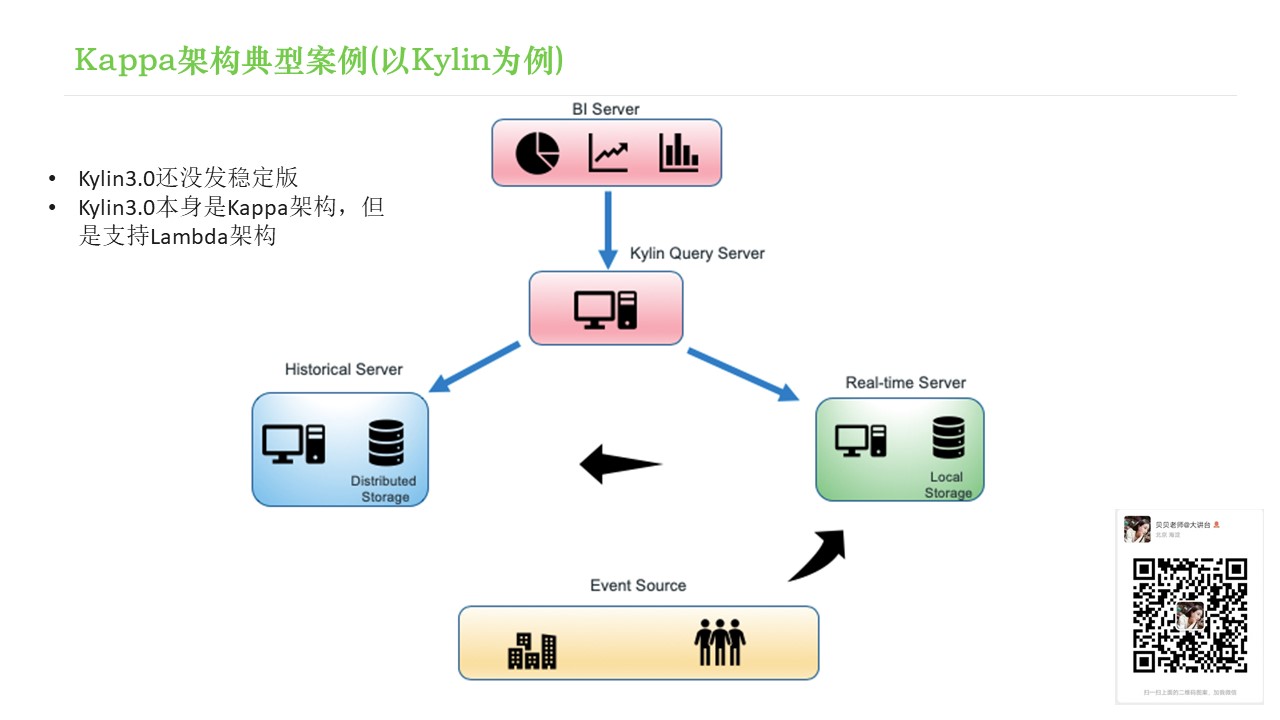 Kappa架构典型案例(以Kylin为例)
BI Server
• Kylin3.0还没发稳定版
• Kylin3.0本身是Kappa架构，但
是支持Lambda架构
Kylin Query Server
Historical Server
Real-time Server
Distributed
Storage
Local
Storage
Event Source
贝贝老师@大讲台
北京 海淀
扫一扫上面的二维码图案，加我微信